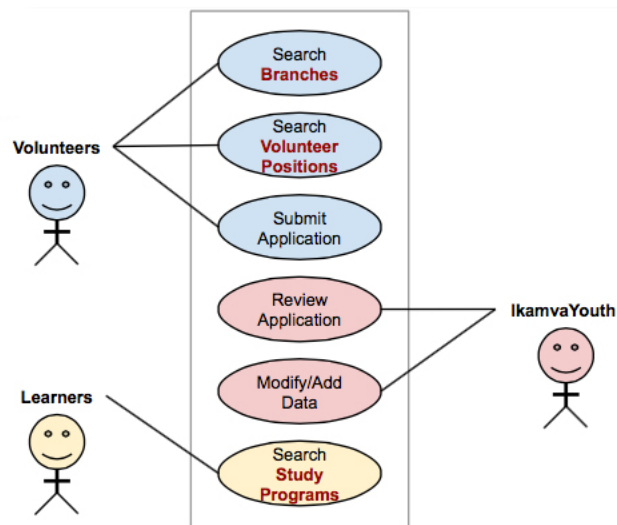 Search
Branches
Volunteers
Search
Volunteer
Positions
Submit
Application
Review
Application
IkamvaYouth
Modify/Add
Data
Learners
Search
Study
Programs